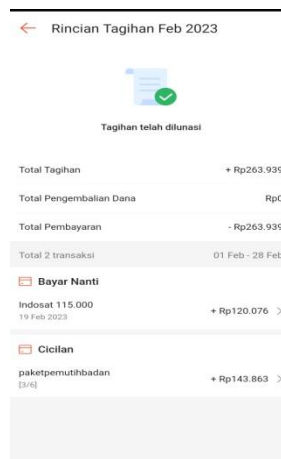 Rincian Tagihan Feb 2023
Tagihan telah dilunasi
Total Tagihan + Rp263.939
Total Pengembalian Dana Rp0
Total Pembayaran - Rp263.939
Total 2 transaksi 01 Feb - 28 Feb
Bayar Nanti
Indosat 115.000 + Rp120.076
19 Feb 2023
Cicilan
paketpemutihbadan + Rp143.863
[3/6]